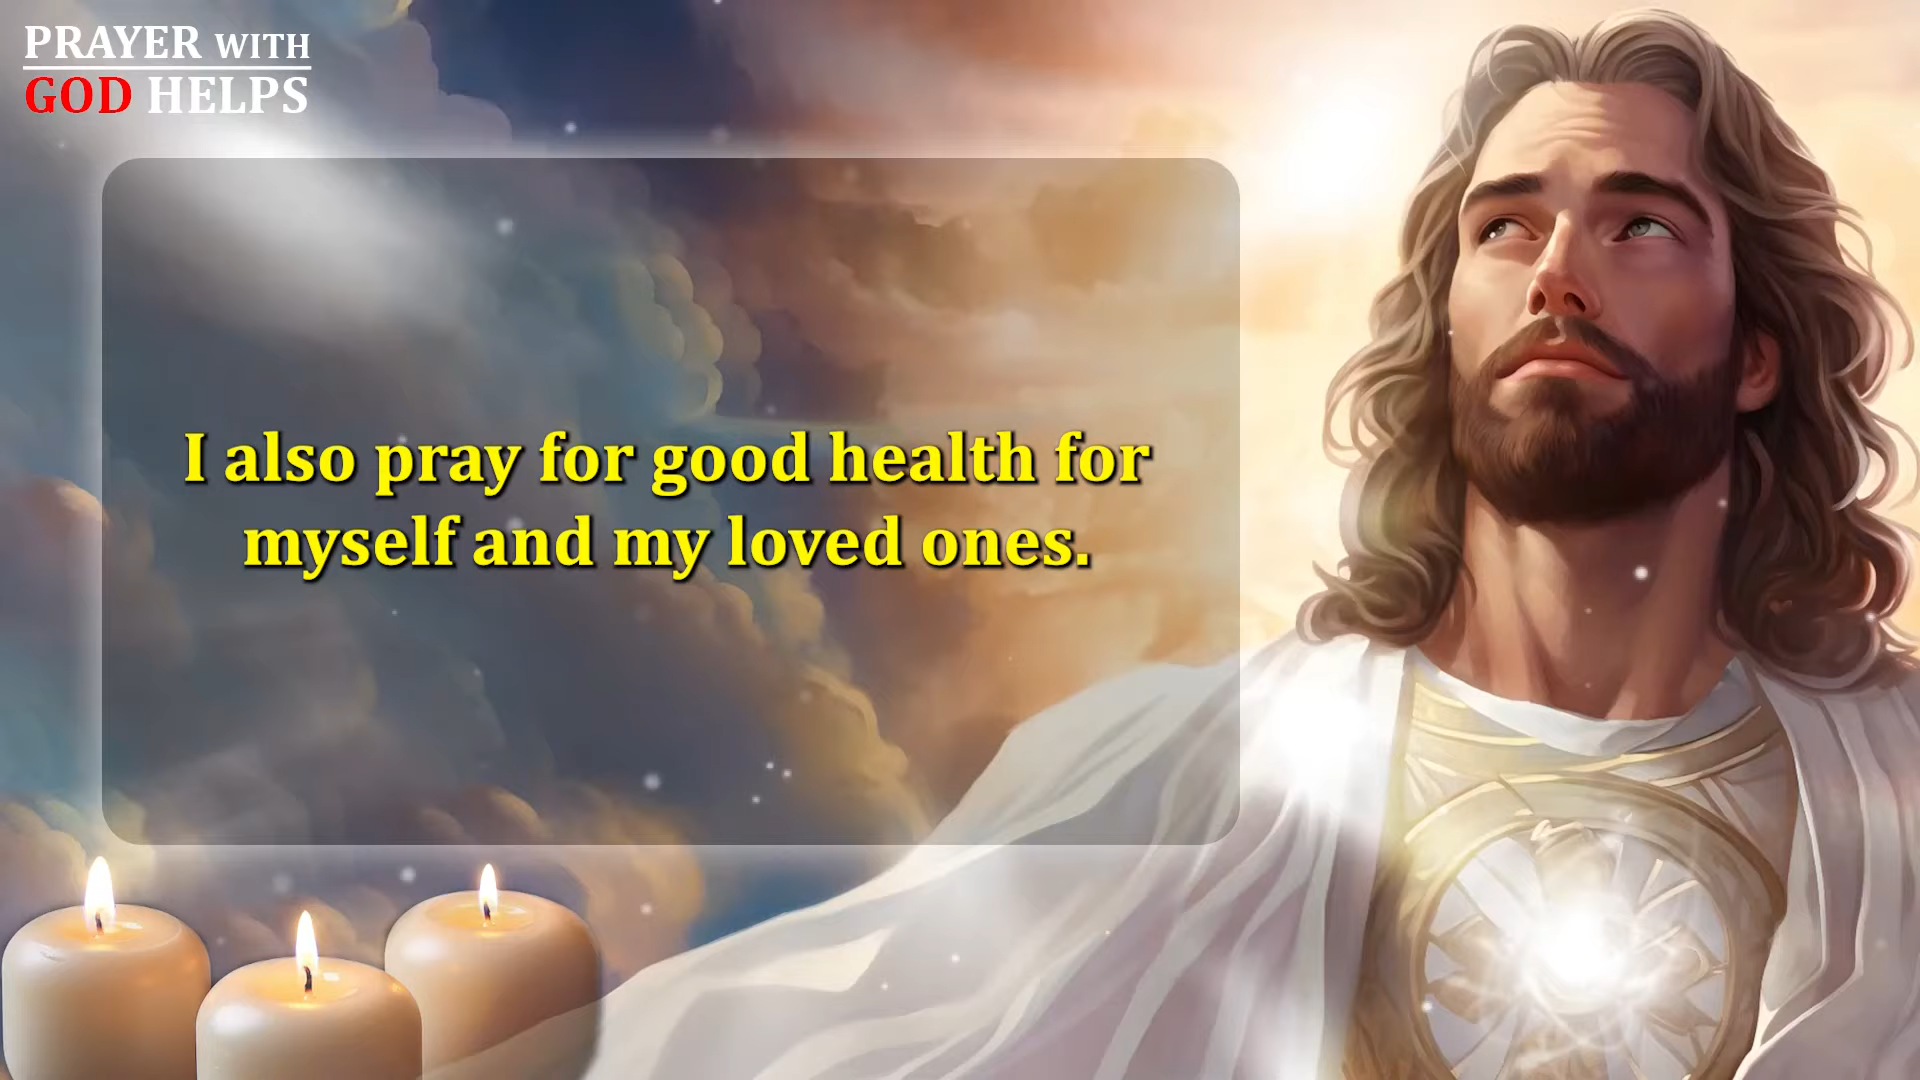 PRAYER WITH
GOD HELPS
I also pray for good health for
myself and my loved ones.